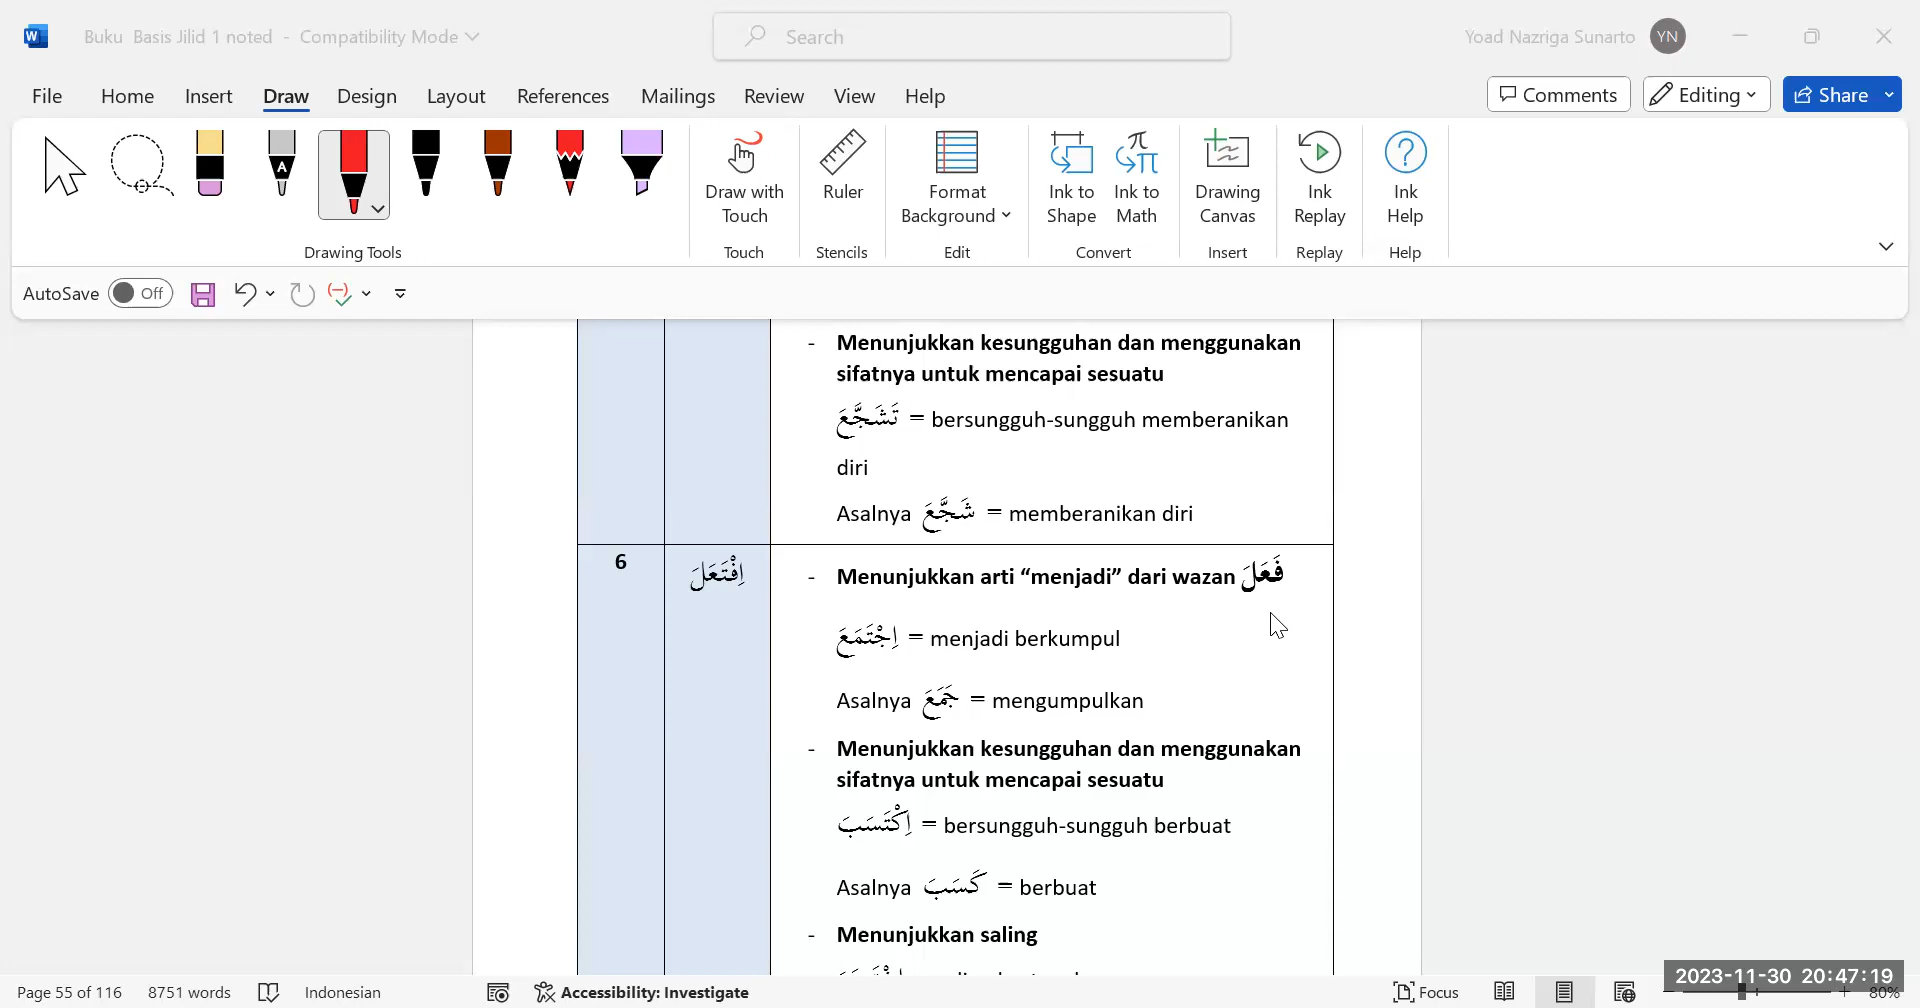 Buku Basis Jilid 1 noted - Compatibility Mode
Search
Yoad Nazriga Sunarto YN
File Home Insert Draw Design Layout References Mailings Review View Help
Comments Editing Share
Draw with Touch
Ruler
Format Background
Ink to Shape
Ink to Math
Drawing Canvas
Ink Replay
Ink Help
Drawing Tools Touch Stencils Edit Convert Insert Replay Help
AutoSave Off
- Menunjukkan kesungguhan dan menggunakan
sifatnya untuk mencapai sesuatu
تَشَجَّعَ = bersungguh-sungguh memberanikan
diri
Asalnya شَجَّعَ = memberanikan diri
6
اِفْتَعَلَ
- Menunjukkan arti “menjadi” dari wazan فَعَلَ
اِجْتَمَعَ = menjadi berkumpul
Asalnya جَمَعَ = mengumpulkan
- Menunjukkan kesungguhan dan menggunakan
sifatnya untuk mencapai sesuatu
اِكْتَسَبَ = bersungguh-sungguh berbuat
Asalnya كَسَبَ = berbuat
- Menunjukkan saling
Page 55 of 116 8751 words Indonesian Accessibility: Investigate Focus 80%
2023-11-30 20:47:19